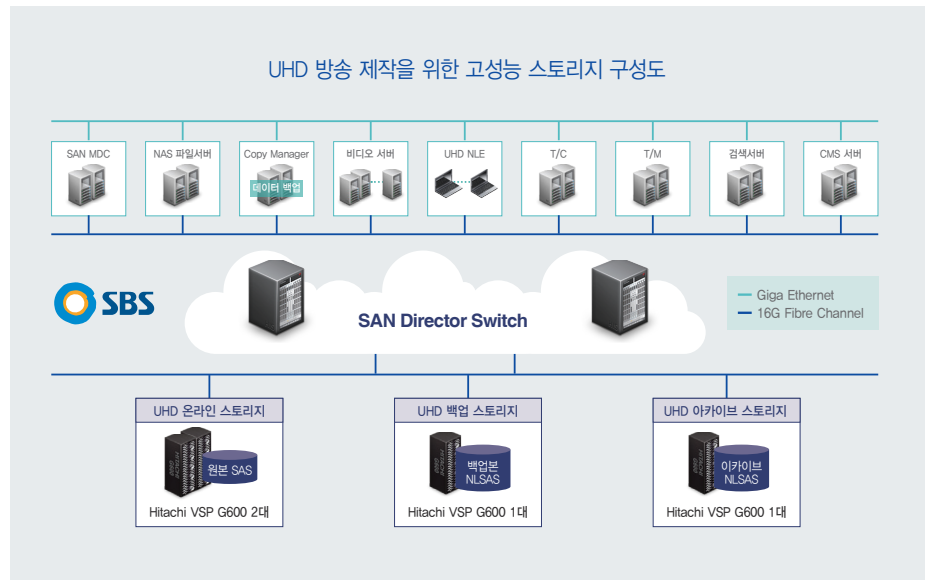 UHD 방송 제작을 위한 고성능 스토리지 구성도
SAN MDC
NAS 파일서버
Copy Manager
데이터 백업
비디오 서버
UHD NLE
T/C
T/M
검색서버
CMS 서버
SBS
SAN Director Switch
Giga Ethernet
16G Fibre Channel
UHD 온라인 스토리지
원본 SAS
Hitachi VSP G600 2대
UHD 백업 스토리지
백업본
NLSAS
Hitachi VSP G600 1대
UHD 아카이브 스토리지
이카이브
NLSAS
Hitachi VSP G600 1대